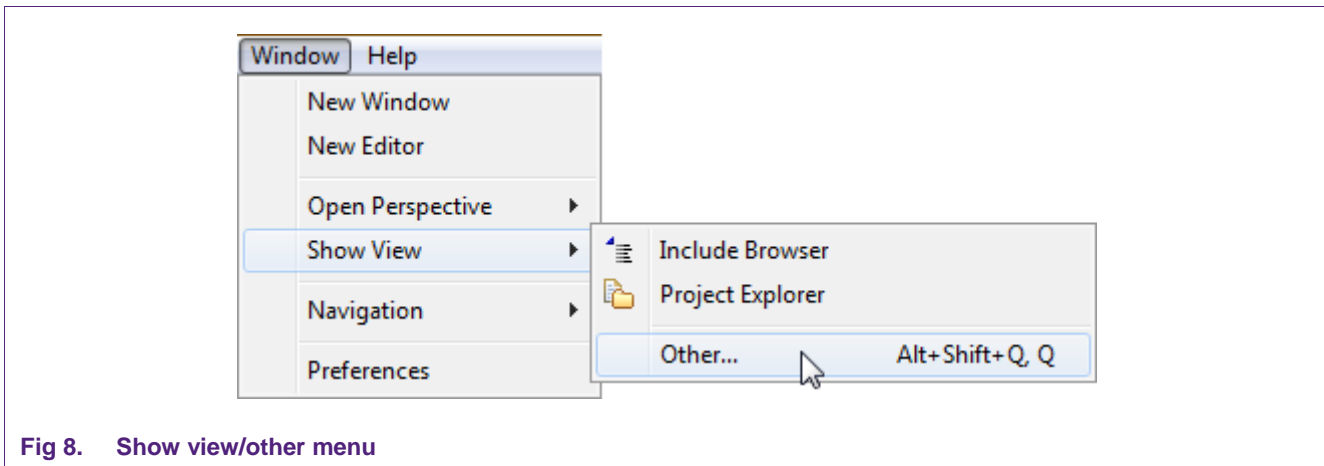 Window Help
New Window
New Editor
Open Perspective
Show View
Include Browser
Project Explorer
Navigation
Other... Alt+Shift+Q, Q
Preferences
Fig 8. Show view/other menu